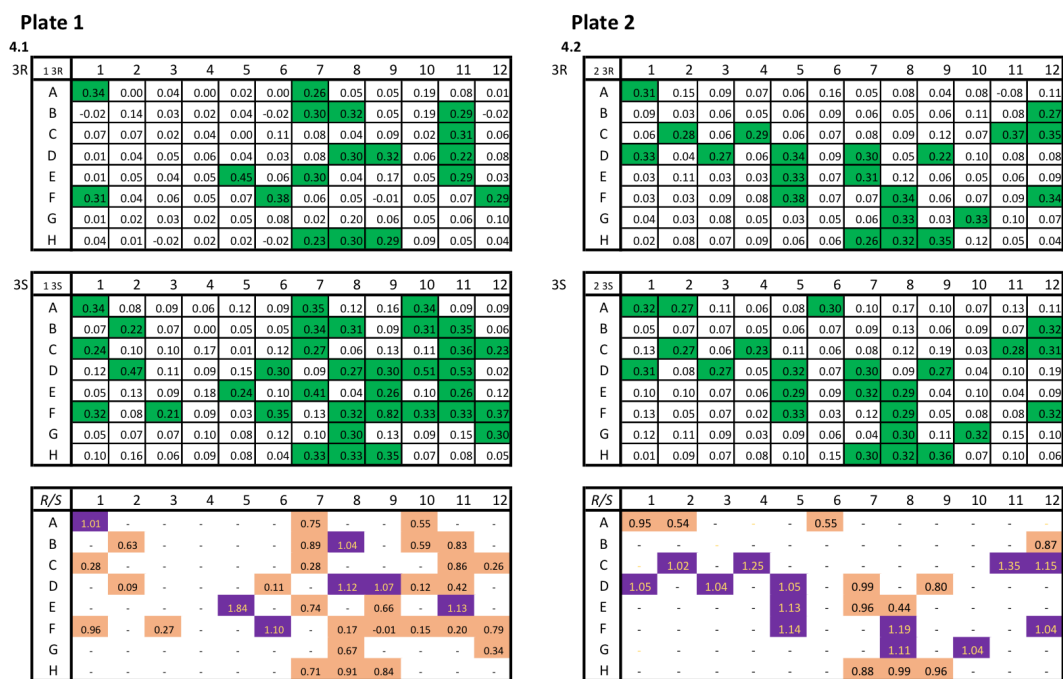 Plate 1
Plate 2
4.1
4.2
3R 1 3R 1 2 3 4 5 6 7 8 9 10 11 12
A 0.34 0.00 0.04 0.00 0.02 0.00 0.26 0.05 0.05 0.19 0.08 0.01
B -0.02 0.14 0.03 0.02 0.04 -0.02 0.30 0.32 0.05 0.05 0.29 -0.02
C 0.07 0.07 0.02 0.04 0.00 0.11 0.08 0.04 0.09 0.02 0.31 0.06
D 0.01 0.04 0.05 0.06 0.04 0.03 0.08 0.30 0.32 0.06 0.22 0.08
E 0.01 0.05 0.04 0.05 0.45 0.06 0.30 0.04 0.17 0.05 0.29 0.03
F 0.31 0.04 0.06 0.05 0.07 0.38 0.06 0.05 -0.01 0.05 0.07 0.29
G 0.01 0.02 0.03 0.02 0.05 0.08 0.02 0.20 0.06 0.05 0.06 0.10
H 0.04 0.01 -0.02 0.02 0.02 -0.02 0.23 0.30 0.29 0.09 0.05 0.04
3R 2 3R 1 2 3 4 5 6 7 8 9 10 11 12
A 0.31 0.15 0.09 0.07 0.06 0.16 0.05 0.08 0.04 0.08 -0.08 0.11
B 0.09 0.03 0.06 0.05 0.06 0.09 0.06 0.05 0.06 0.11 0.08 0.27
C 0.06 0.28 0.06 0.29 0.06 0.07 0.08 0.09 0.12 0.07 0.37 0.35
D 0.33 0.04 0.27 0.06 0.34 0.09 0.30 0.05 0.22 0.10 0.08 0.08
E 0.03 0.11 0.03 0.03 0.33 0.07 0.31 0.12 0.06 0.05 0.06 0.09
F 0.04 0.03 0.04 0.09 0.38 0.07 0.07 0.34 0.06 0.07 0.09 0.34
G 0.04 0.03 0.08 0.05 0.03 0.05 0.06 0.33 0.03 0.33 0.10 0.07
H 0.02 0.08 0.07 0.09 0.06 0.06 0.26 0.32 0.35 0.12 0.05 0.04
3S 1 3S 1 2 3 4 5 6 7 8 9 10 11 12
A 0.34 0.08 0.09 0.06 0.12 0.09 0.35 0.12 0.16 0.34 0.09 0.09
B 0.07 0.22 0.07 0.00 0.05 0.05 0.34 0.31 0.09 0.31 0.35 0.06
C 0.24 0.10 0.10 0.17 0.01 0.12 0.27 0.06 0.13 0.11 0.36 0.23
D 0.12 0.47 0.11 0.09 0.15 0.30 0.09 0.27 0.30 0.51 0.53 0.02
E 0.05 0.13 0.09 0.18 0.24 0.10 0.41 0.09 0.26 0.10 0.26 0.12
F 0.32 0.08 0.21 0.09 0.03 0.35 0.13 0.32 0.82 0.33 0.33 0.37
G 0.05 0.07 0.07 0.10 0.08 0.12 0.10 0.30 0.13 0.09 0.15 0.30
H 0.10 0.16 0.06 0.09 0.08 0.04 0.33 0.33 0.35 0.07 0.08 0.05
3S 2 3S 1 2 3 4 5 6 7 8 9 10 11 12
A 0.32 0.27 0.11 0.06 0.08 0.30 0.09 0.17 0.10 0.07 0.13 0.11
B 0.05 0.07 0.07 0.06 0.05 0.07 0.09 0.13 0.06 0.09 0.07 0.32
C 0.13 0.27 0.06 0.23 0.11 0.06 0.08 0.12 0.19 0.03 0.28 0.31
D 0.31 0.08 0.27 0.05 0.32 0.07 0.30 0.09 0.27 0.04 0.10 0.19
E 0.10 0.10 0.07 0.06 0.29 0.09 0.32 0.29 0.09 0.04 0.04 0.09
F 0.13 0.05 0.07 0.02 0.33 0.03 0.12 0.29 0.05 0.08 0.08 0.32
G 0.12 0.11 0.09 0.03 0.09 0.06 0.04 0.30 0.11 0.32 0.15 0.10
H 0.01 0.09 0.07 0.08 0.10 0.15 0.30 0.32 0.36 0.07 0.10 0.06
R/S 1 2 3 4 5 6 7 8 9 10 11 12
A 1.01 - - - - - 0.75 - - 0.55 - -
B - 0.63 - - - - 0.89 1.04 - 0.59 0.83 -
C 0.28 - - - - - 0.28 - - - 0.86 0.26
D - 0.09 - - - 0.11 - 1.12 1.07 0.12 0.42 -
E - - - - 1.84 - 0.74 - 0.66 - 1.13 -
F 0.96 - 0.27 - - 1.10 - 0.17 -0.01 0.15 0.20 0.79
G - - - - - - - 0.67 - - - 0.34
H - - - - - - 0.71 0.91 0.84 - - -
R/S 1 2 3 4 5 6 7 8 9 10 11 12
A 0.95 0.54 - - - 0.55 - - - - - -
B - - - - - - - - - - - 0.87
C - 1.02 - 1.25 - - - - - - 1.35 1.15
D 1.05 - 1.04 - 1.05 - 0.99 - 0.80 - - -
E - - - - 1.13 - 0.96 0.44 - - - -
F - - - - 1.14 - - 1.19 - - - 1.04
G - - - - - - - 1.11 - 1.04 - -
H - - - - - - 0.88 0.99 0.96 - - -